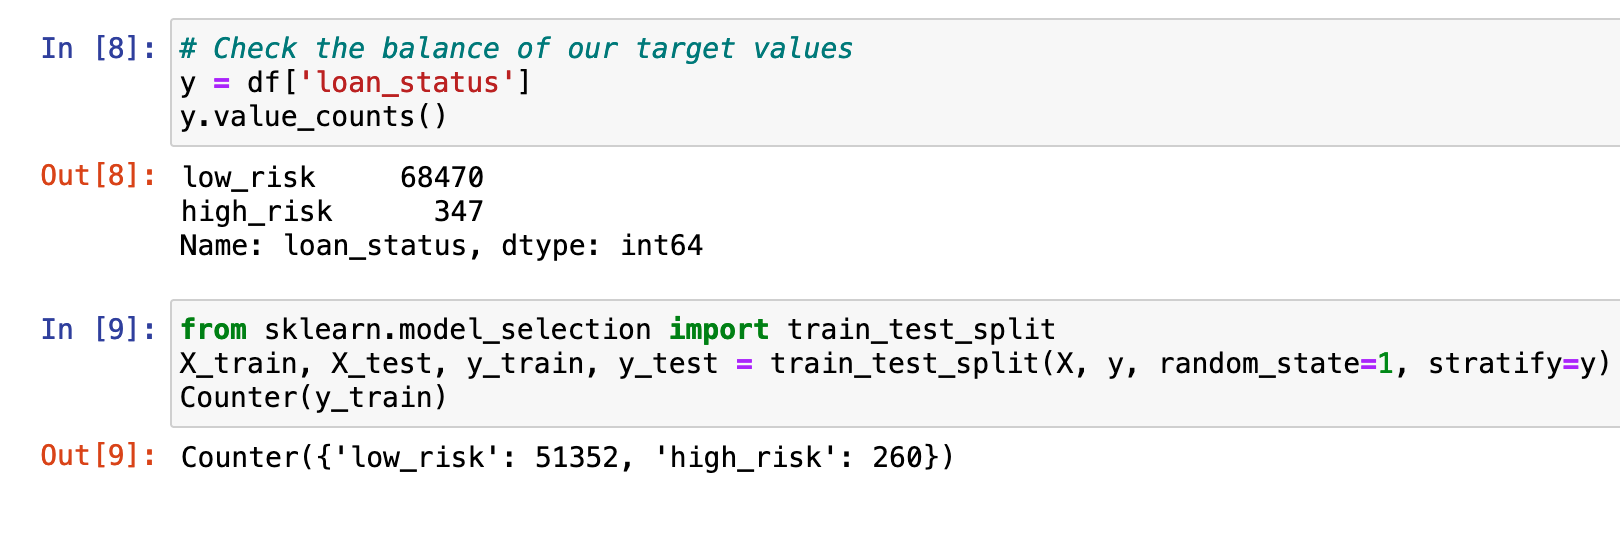 In [8]: # Check the balance of our target values
y = df['loan_status']
y.value_counts()
Out[8]: low_risk     68470
high_risk      347
Name: loan_status, dtype: int64
In [9]: from sklearn.model_selection import train_test_split
X_train, X_test, y_train, y_test = train_test_split(X, y, random_state=1, stratify=y)
Counter(y_train)
Out[9]: Counter({'low_risk': 51352, 'high_risk': 260})